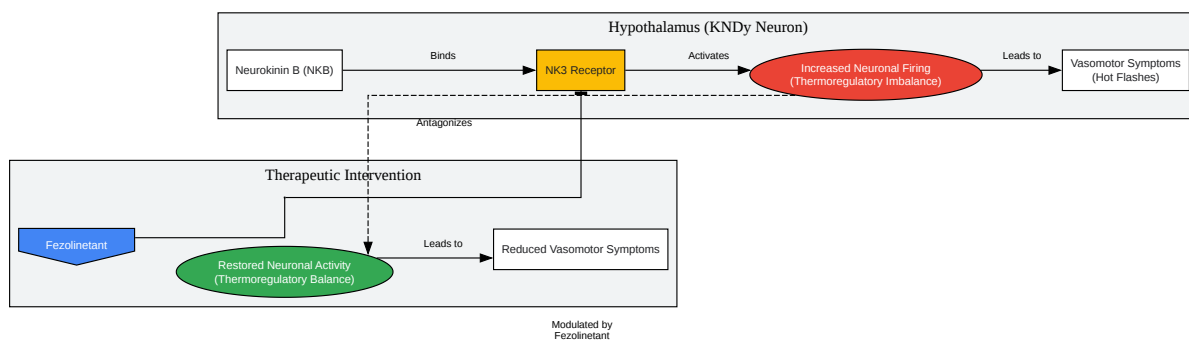 Hypothalamus (KNDy Neuron)
Neurokinin B (NKB)
Binds
NK3 Receptor
Activates
Increased Neuronal Firing
(Thermoregulatory Imbalance)
Leads to
Vasomotor Symptoms
(Hot Flashes)
Antagonizes
Therapeutic Intervention
Fezolinetant
Restored Neuronal Activity
(Thermoregulatory Balance)
Leads to
Reduced Vasomotor Symptoms
Modulated by
Fezolinetant